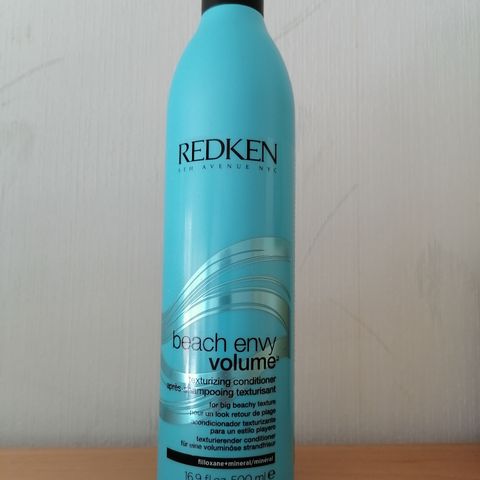 REDKEN
5TH AVENUE NYC
beach envy
volume
texturizing conditioner
après-shampooing texturisant
for big beachy texture
pour un look retour de plage
acondicionador texturizante
para un estilo playero
texturierender conditioner
für eine voluminöse strandfrisur
filloxane+mineral/minéral
16.9 fl.oz. 500 ml e